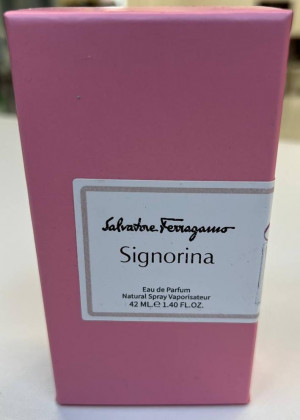 Salvatore Ferragamo
Signorina
Eau de Parfum
Natural Spray Vaporisateur
42 ML.℮ 1.40 FL.OZ.